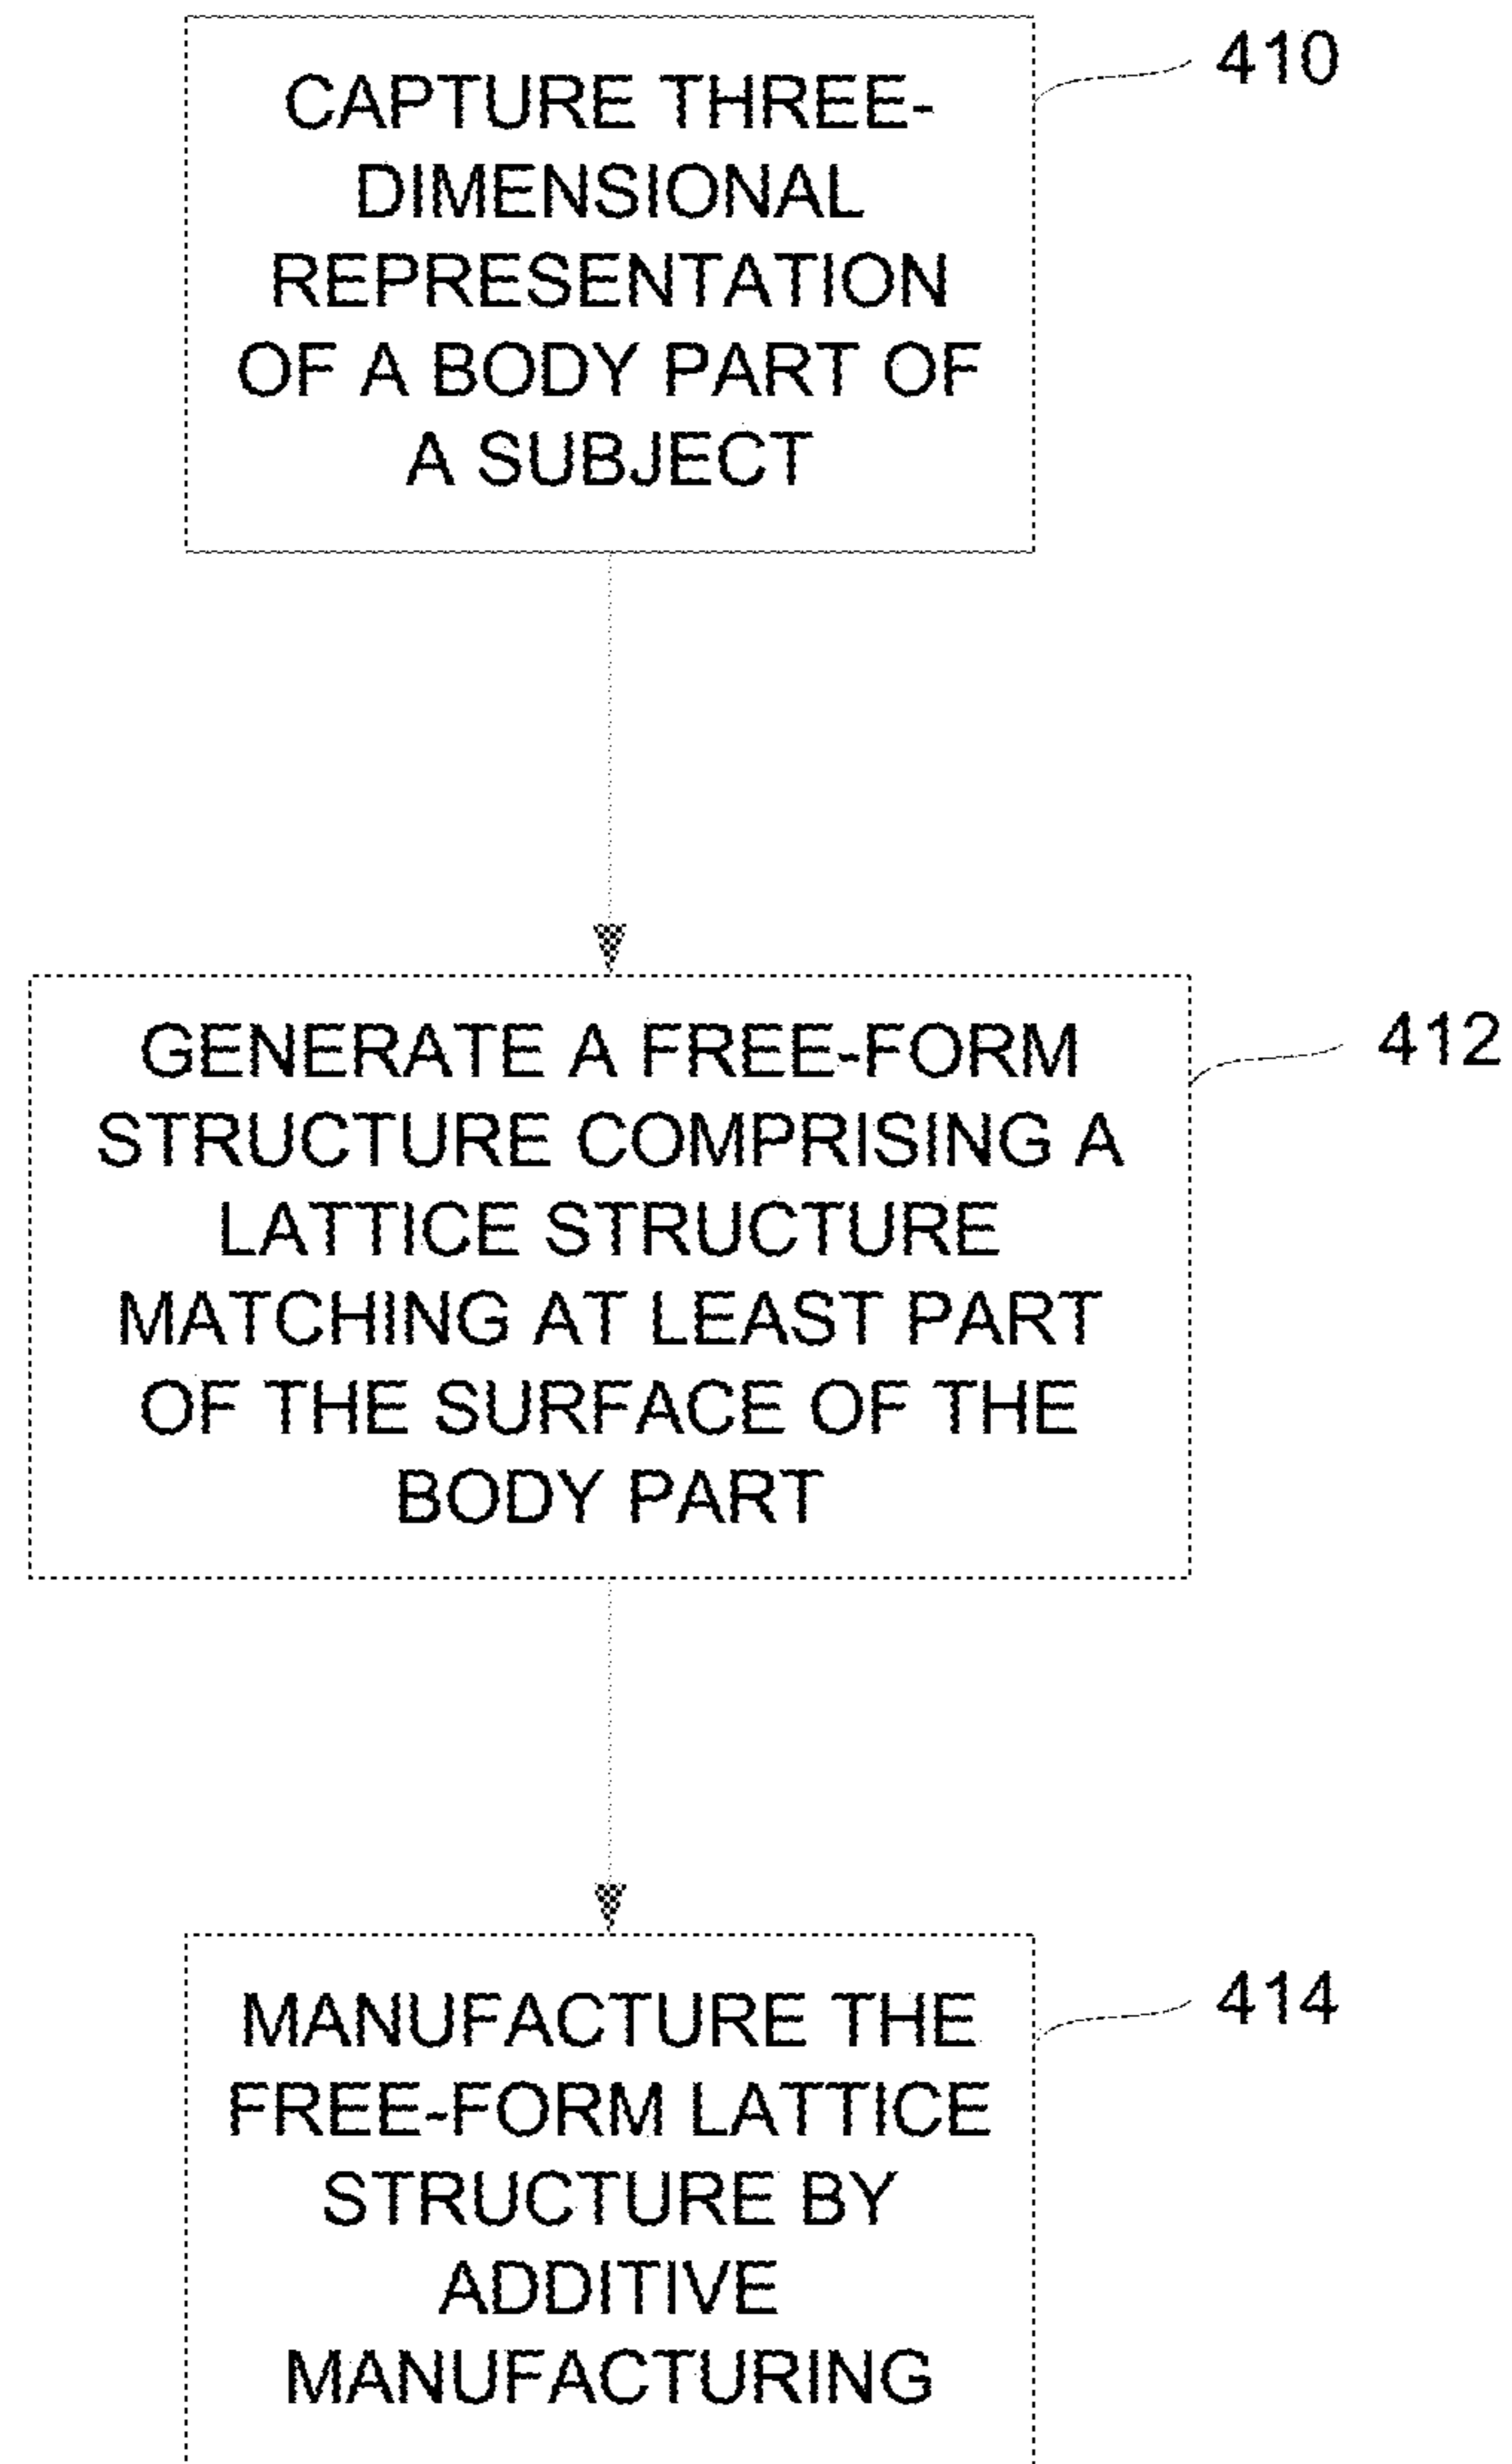 CAPTURE THREE-
DIMENSIONAL
REPRESENTATION
OF A BODY PART OF
A SUBJECT
410
GENERATE A FREE-FORM
STRUCTURE COMPRISING A
LATTICE STRUCTURE
MATCHING AT LEAST PART
OF THE SURFACE OF THE
BODY PART
412
MANUFACTURE THE
FREE-FORM LATTICE
STRUCTURE BY
ADDITIVE
MANUFACTURING
414